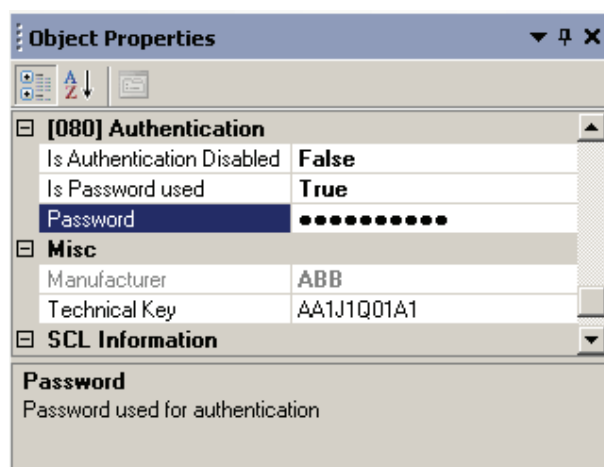 Object Properties
[080] Authentication
Is Authentication Disabled False
Is Password used True
Password ●●●●●●●●●●
Misc
Manufacturer ABB
Technical Key AA1J1Q01A1
SCL Information
Password
Password used for authentication